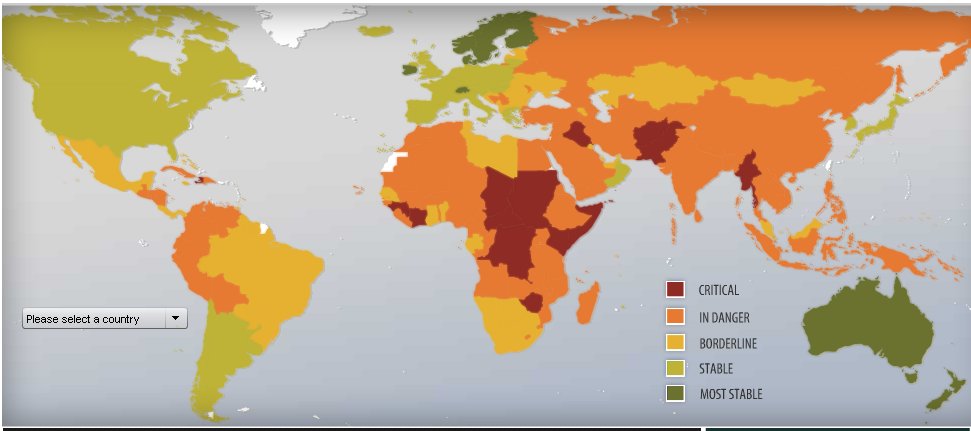 Please select a country
CRITICAL
IN DANGER
BORDERLINE
STABLE
MOST STABLE